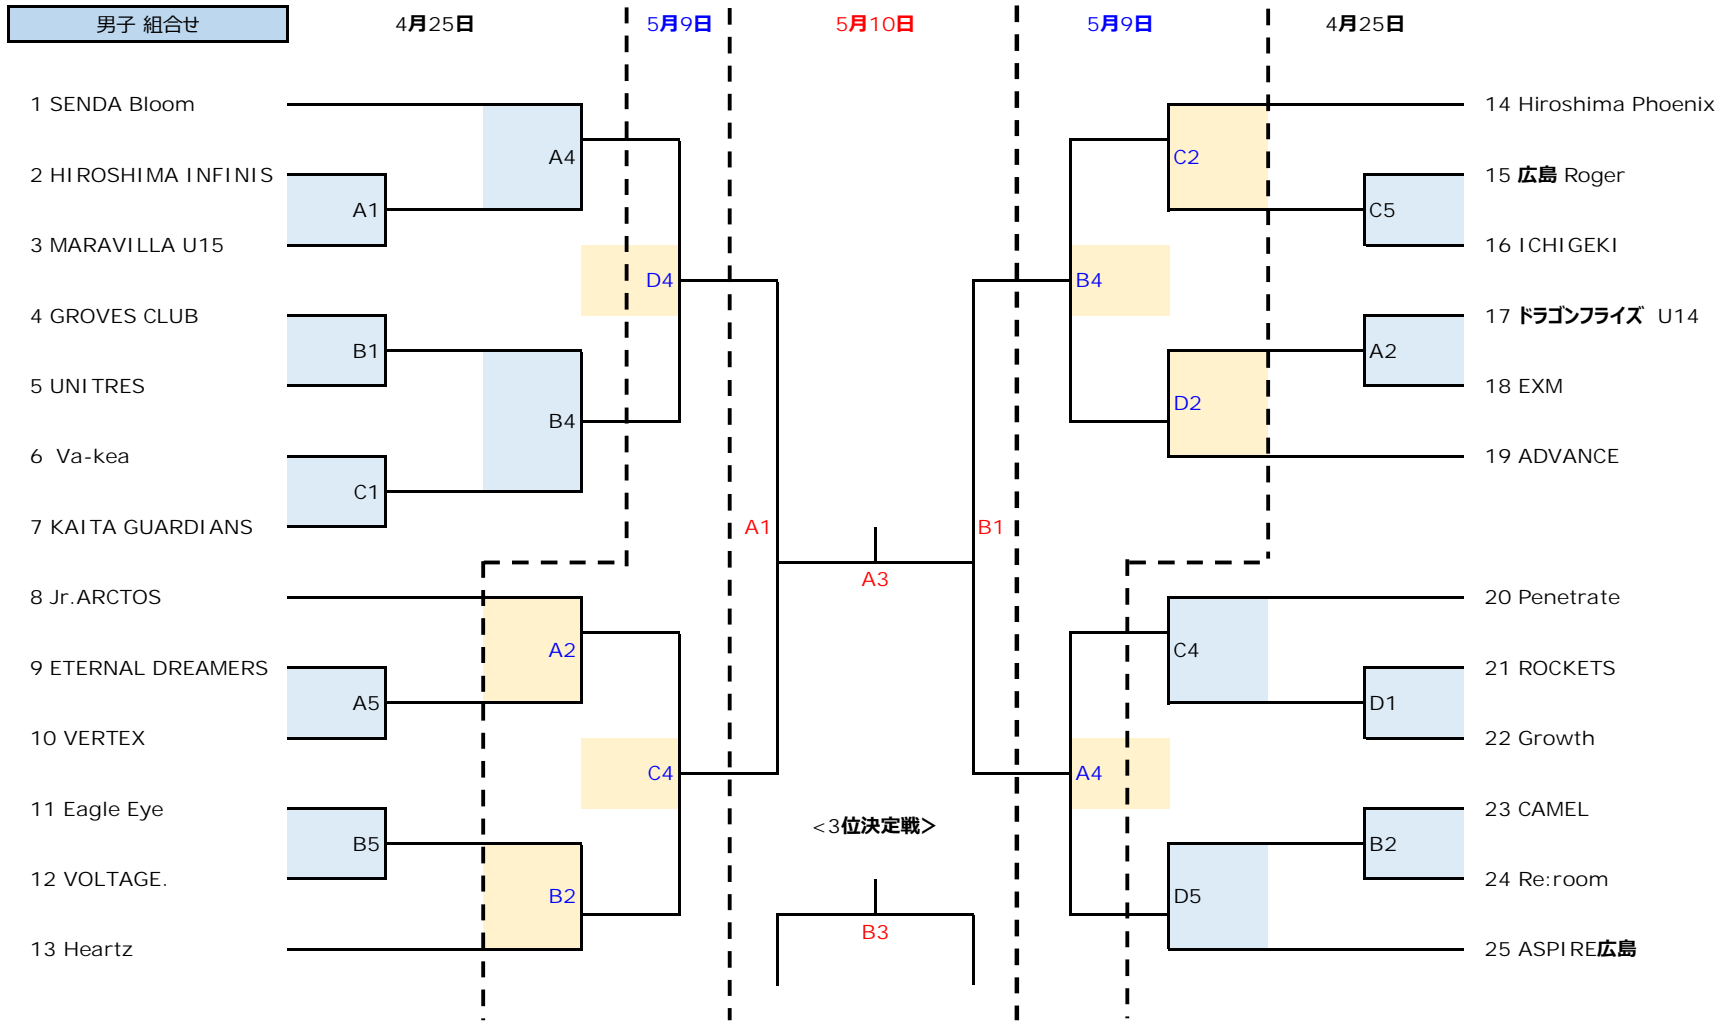 男子 組合せ
4月25日
5月9日
5月10日
5月9日
4月25日
1 SENDA Bloom
2 HIROSHIMA INFINIS
3 MARAVILLA U15
4 GROVES CLUB
5 UNITRES
6 Va-kea
7 KAITA GUARDIANS
8 Jr.ARCTOS
9 ETERNAL DREAMERS
10 VERTEX
11 Eagle Eye
12 VOLTAGE.
13 Heartz
A1
B1
C1
A5
B5
A4
B4
A2
B2
D4
C4
A1
A3
B1
<3位決定戦>
B3
B4
A4
C2
D2
C4
D5
C5
A2
D1
B2
14 Hiroshima Phoenix
15 広島 Roger
16 ICHIGEKI
17 ドラゴンフライズ U14
18 EXM
19 ADVANCE
20 Penetrate
21 ROCKETS
22 Growth
23 CAMEL
24 Re:room
25 ASPIRE広島